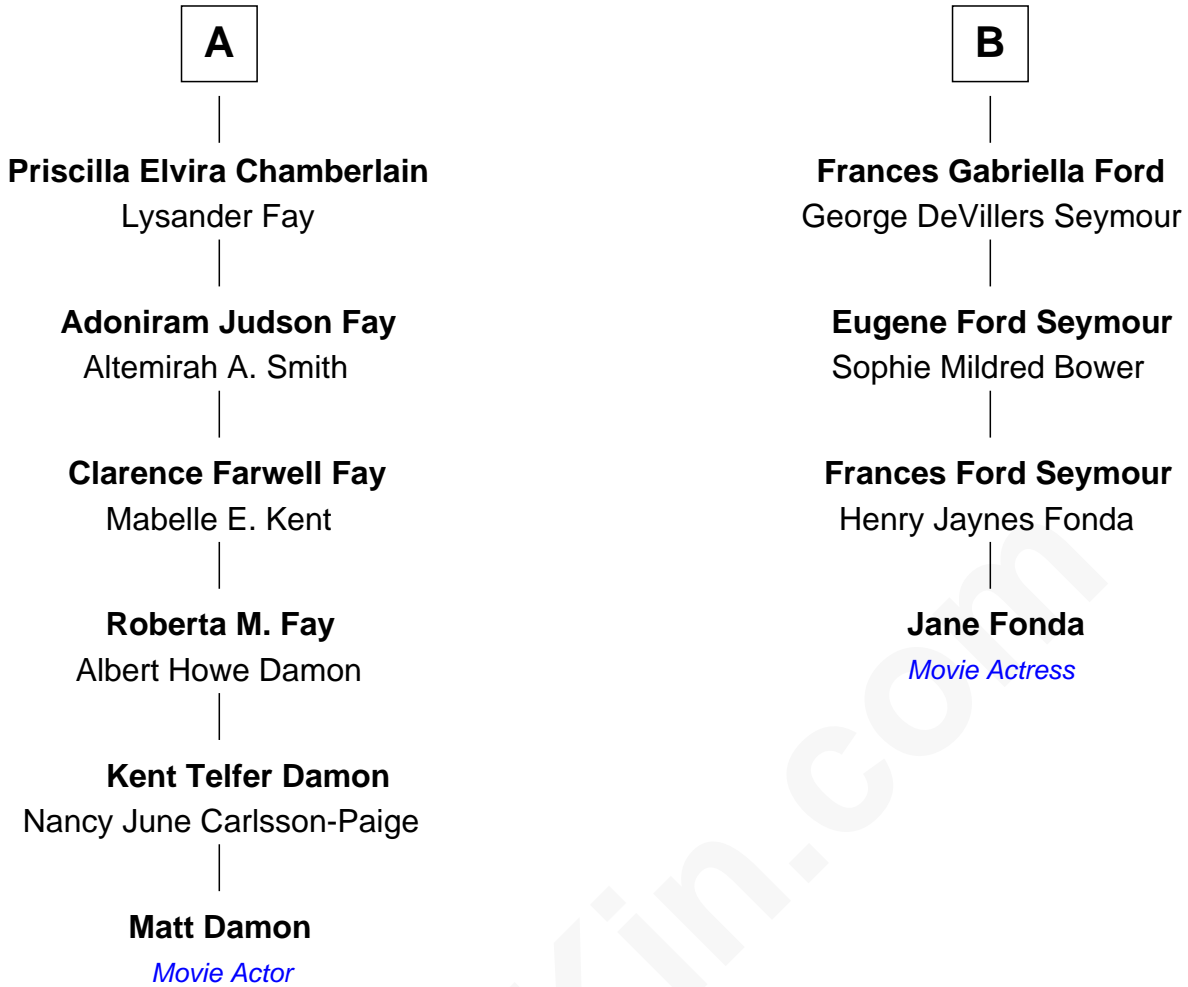 A
Priscilla Elvira Chamberlain
Lysander Fay
Adoniram Judson Fay
Altemirah A. Smith
Clarence Farwell Fay
Mabelle E. Kent
Roberta M. Fay
Albert Howe Damon
Kent Telfer Damon
Nancy June Carlsson-Paige
Matt Damon
Movie Actor
B
Frances Gabriella Ford
George DeVillers Seymour
Eugene Ford Seymour
Sophie Mildred Bower
Frances Ford Seymour
Henry Jaynes Fonda
Jane Fonda
Movie Actress
Kin.com